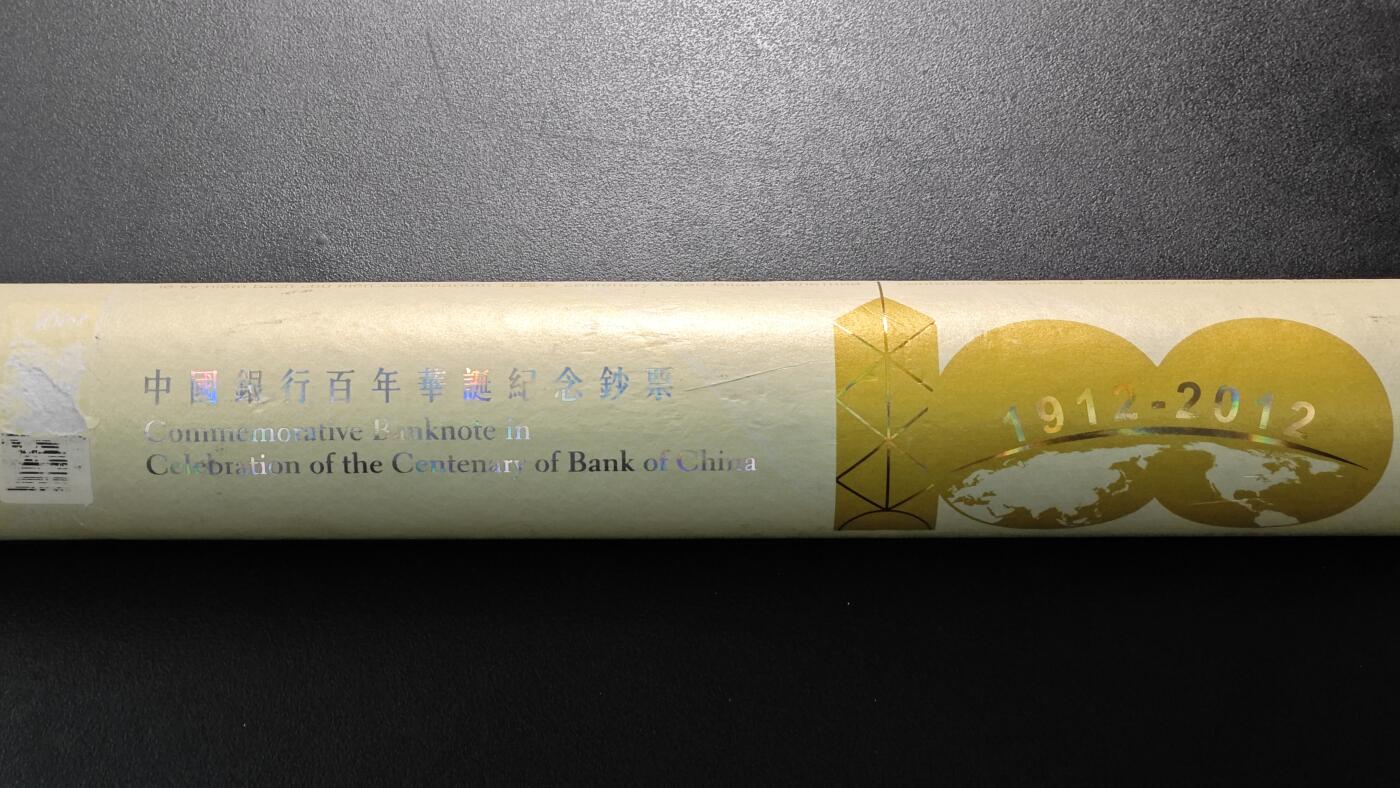 中國銀行百年華誕紀念鈔票
Commemorative Banknote in
Celebration of the Centenary of Bank of China
1912-2012
100